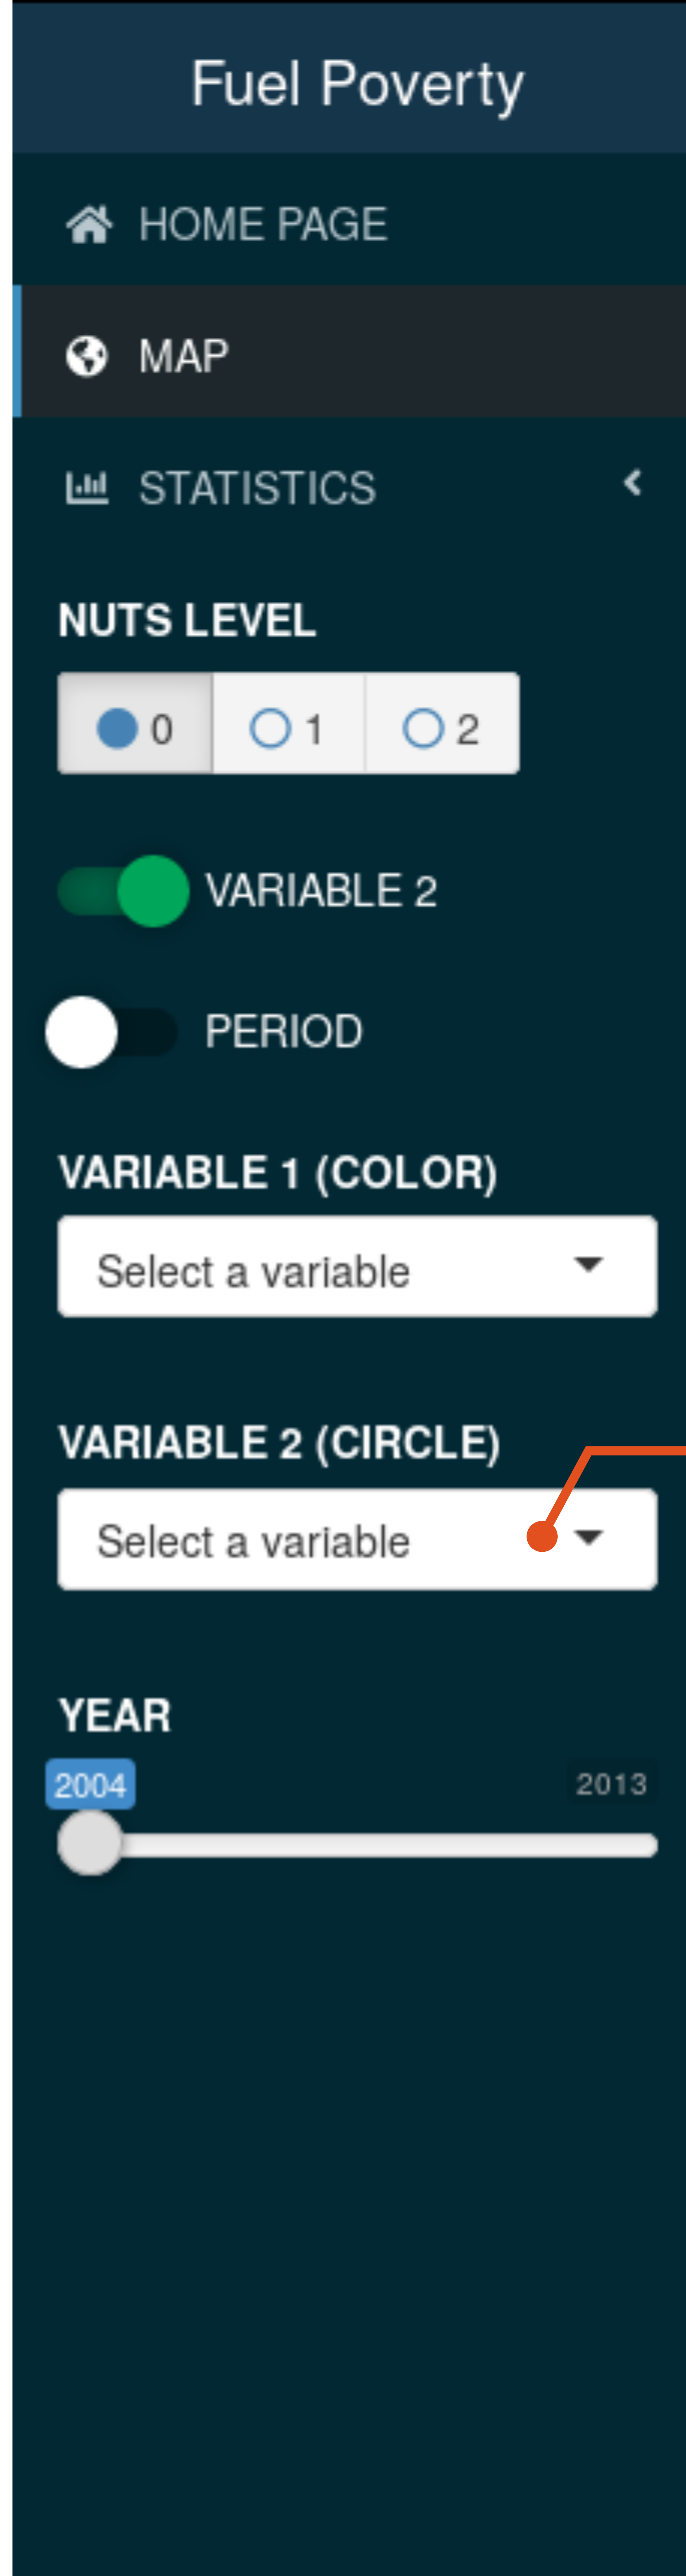 Fuel Poverty
HOME PAGE
MAP
STATISTICS
NUTS LEVEL
0 1 2
VARIABLE 2
PERIOD
VARIABLE 1 (COLOR)
Select a variable
VARIABLE 2 (CIRCLE)
Select a variable
YEAR
2004 2013